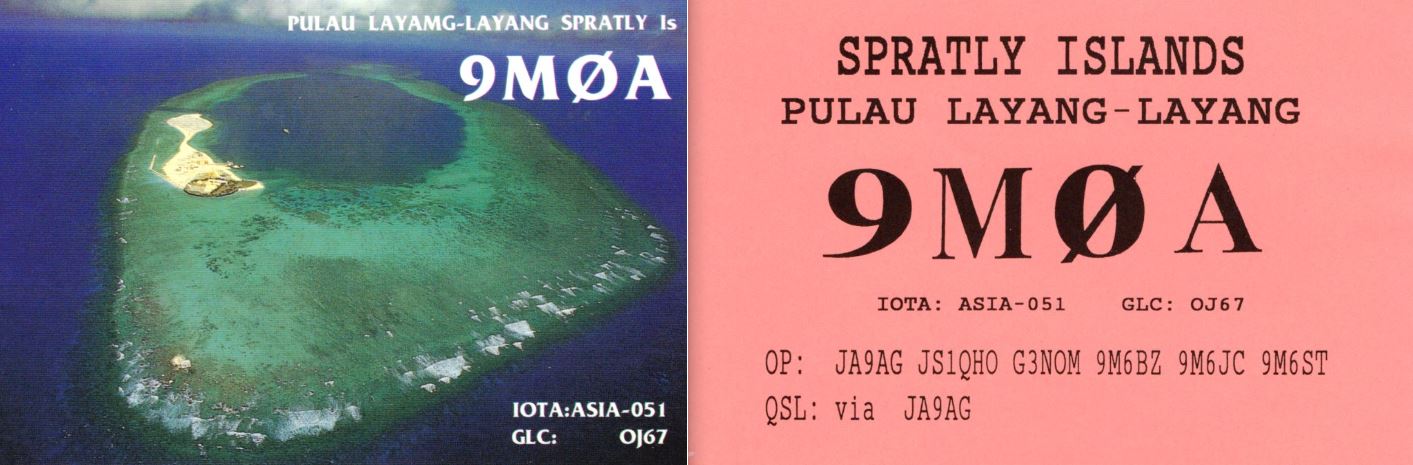 PULAU LAYAMG-LAYANG SPRATLY Is
9MØA
IOTA:ASIA-051
GLC: OJ67
SPRATLY ISLANDS
PULAU LAYANG-LAYANG
9MØA
IOTA: ASIA-051 GLC: OJ67
OP: JA9AG JS1QHO G3NOM 9M6BZ 9M6JC 9M6ST
QSL: via JA9AG